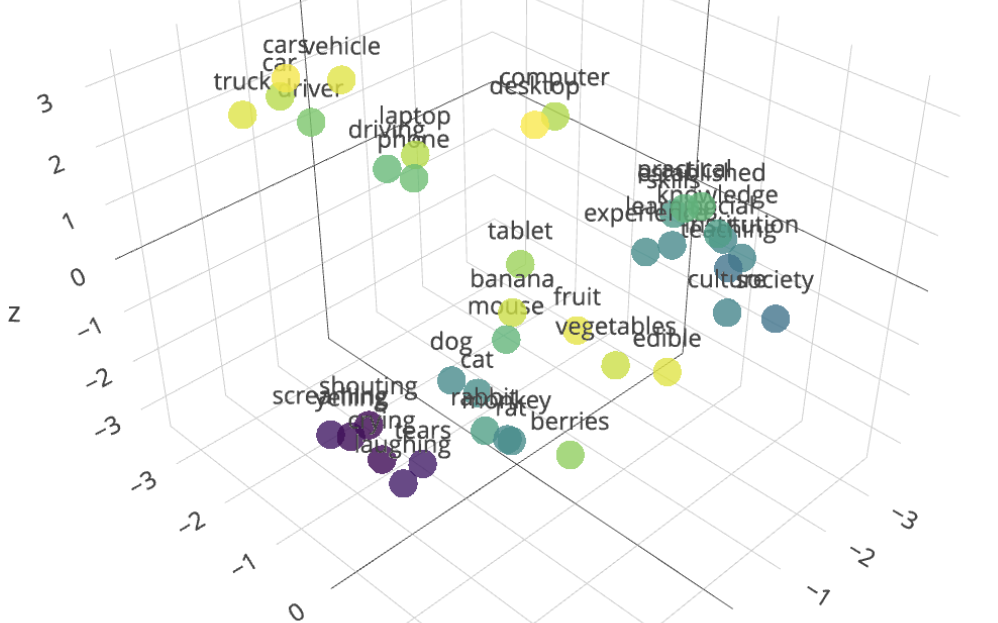 cars
vehicle
car
truck
driver
computer
desktop
laptop
driving
phone
practical
established
skills
knowledge
experience
institution
teaching
tablet
culture
society
banana
fruit
mouse
vegetables
edible
dog
cat
shouting
screaming
yelling
rabbit
monkey
rat
berries
crying
tears
laughing
3
2
1
0
−1
−2
−3
z
−3
−2
−1
0
−3
−2
−1